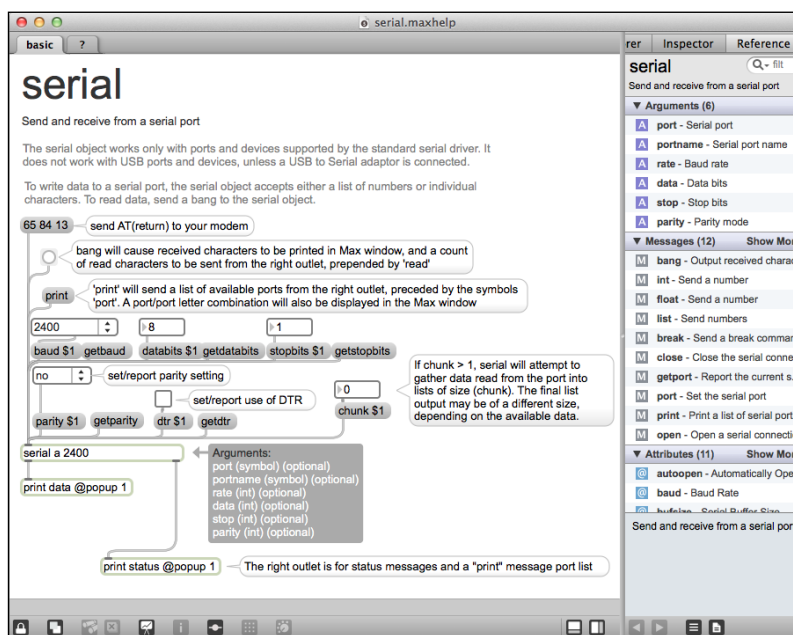 serial.maxhelp
basic
?
serial
Send and receive from a serial port
The serial object works only with ports and devices supported by the standard serial driver. It
does not work with USB ports and devices, unless a USB to Serial adaptor is connected.
To write data to a serial port, the serial object accepts either a list of numbers or individual
characters. To read data, send a bang to the serial object.
65 84 13
send AT(return) to your modem
bang will cause received characters to be printed in Max window, and a count
of read characters to be sent from the right outlet, prepended by 'read'
print
'print' will send a list of available ports from the right outlet, preceded by the symbols
'port'. A port/port letter combination will also be displayed in the Max window
2400
8
1
baud $1
getbaud
databits $1
getdatabits
stopbits $1
getstopbits
no
set/report parity setting
set/report use of DTR
0
If chunk > 1, serial will attempt to
gather data read from the port into
lists of size (chunk). The final list
output may be of a different size,
depending on the available data.
parity $1
getparity
dtr $1
getdtr
chunk $1
serial a 2400
Arguments:
port (symbol) (optional)
portname (symbol) (optional)
rate (int) (optional)
data (int) (optional)
stop (int) (optional)
parity (int) (optional)
print data @popup 1
print status @popup 1
The right outlet is for status messages and a "print" message port list
rer
Inspector
Reference
serial
filt
Send and receive from a serial port
Arguments (6)
A port - Serial port
A portname - Serial port name
A rate - Baud rate
A data - Data bits
A stop - Stop bits
A parity - Parity mode
Messages (12) Show Mor
M bang - Output received charac
M int - Send a number
M float - Send a number
M list - Send numbers
M break - Send a break comman
M close - Close the serial conne
M getport - Report the current s.
M port - Set the serial port
M print - Print a list of serial port
M open - Open a serial connecti
Attributes (11) Show Mor
@ autoopen - Automatically Ope
@ baud - Baud Rate
Send and receive from a serial por